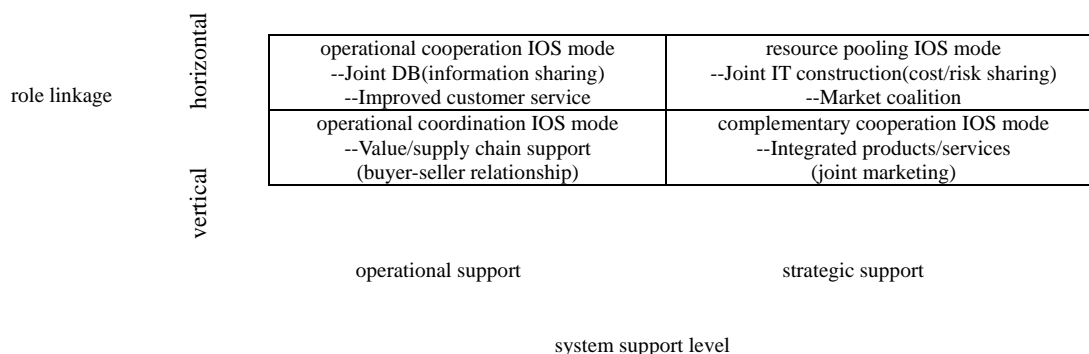 role linkage
horizontal
operational cooperation IOS mode
--Joint DB(information sharing)
--Improved customer service
resource pooling IOS mode
--Joint IT construction(cost/risk sharing)
--Market coalition
vertical
operational coordination IOS mode
--Value/supply chain support
(buyer-seller relationship)
complementary cooperation IOS mode
--Integrated products/services
(joint marketing)
operational support
strategic support
system support level